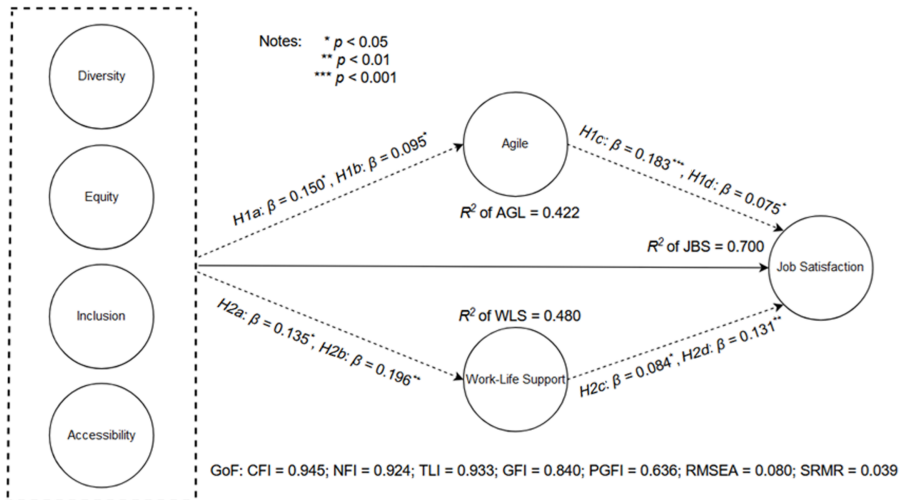 Diversity
Equity
Inclusion
Accessibility
Notes: * p < 0.05
** p < 0.01
*** p < 0.001
H1a: β = 0.150*, H1b: β = 0.095*
Agile
R² of AGL = 0.422
H1c: β = 0.183***, H1d: β = 0.075*
R² of JBS = 0.700
Job Satisfaction
H2a: β = 0.135*, H2b: β = 0.196**
R² of WLS = 0.480
Work-Life Support
H2c: β = 0.084*, H2d: β = 0.131**
GoF: CFI = 0.945; NFI = 0.924; TLI = 0.933; GFI = 0.840; PGFI = 0.636; RMSEA = 0.080; SRMR = 0.039